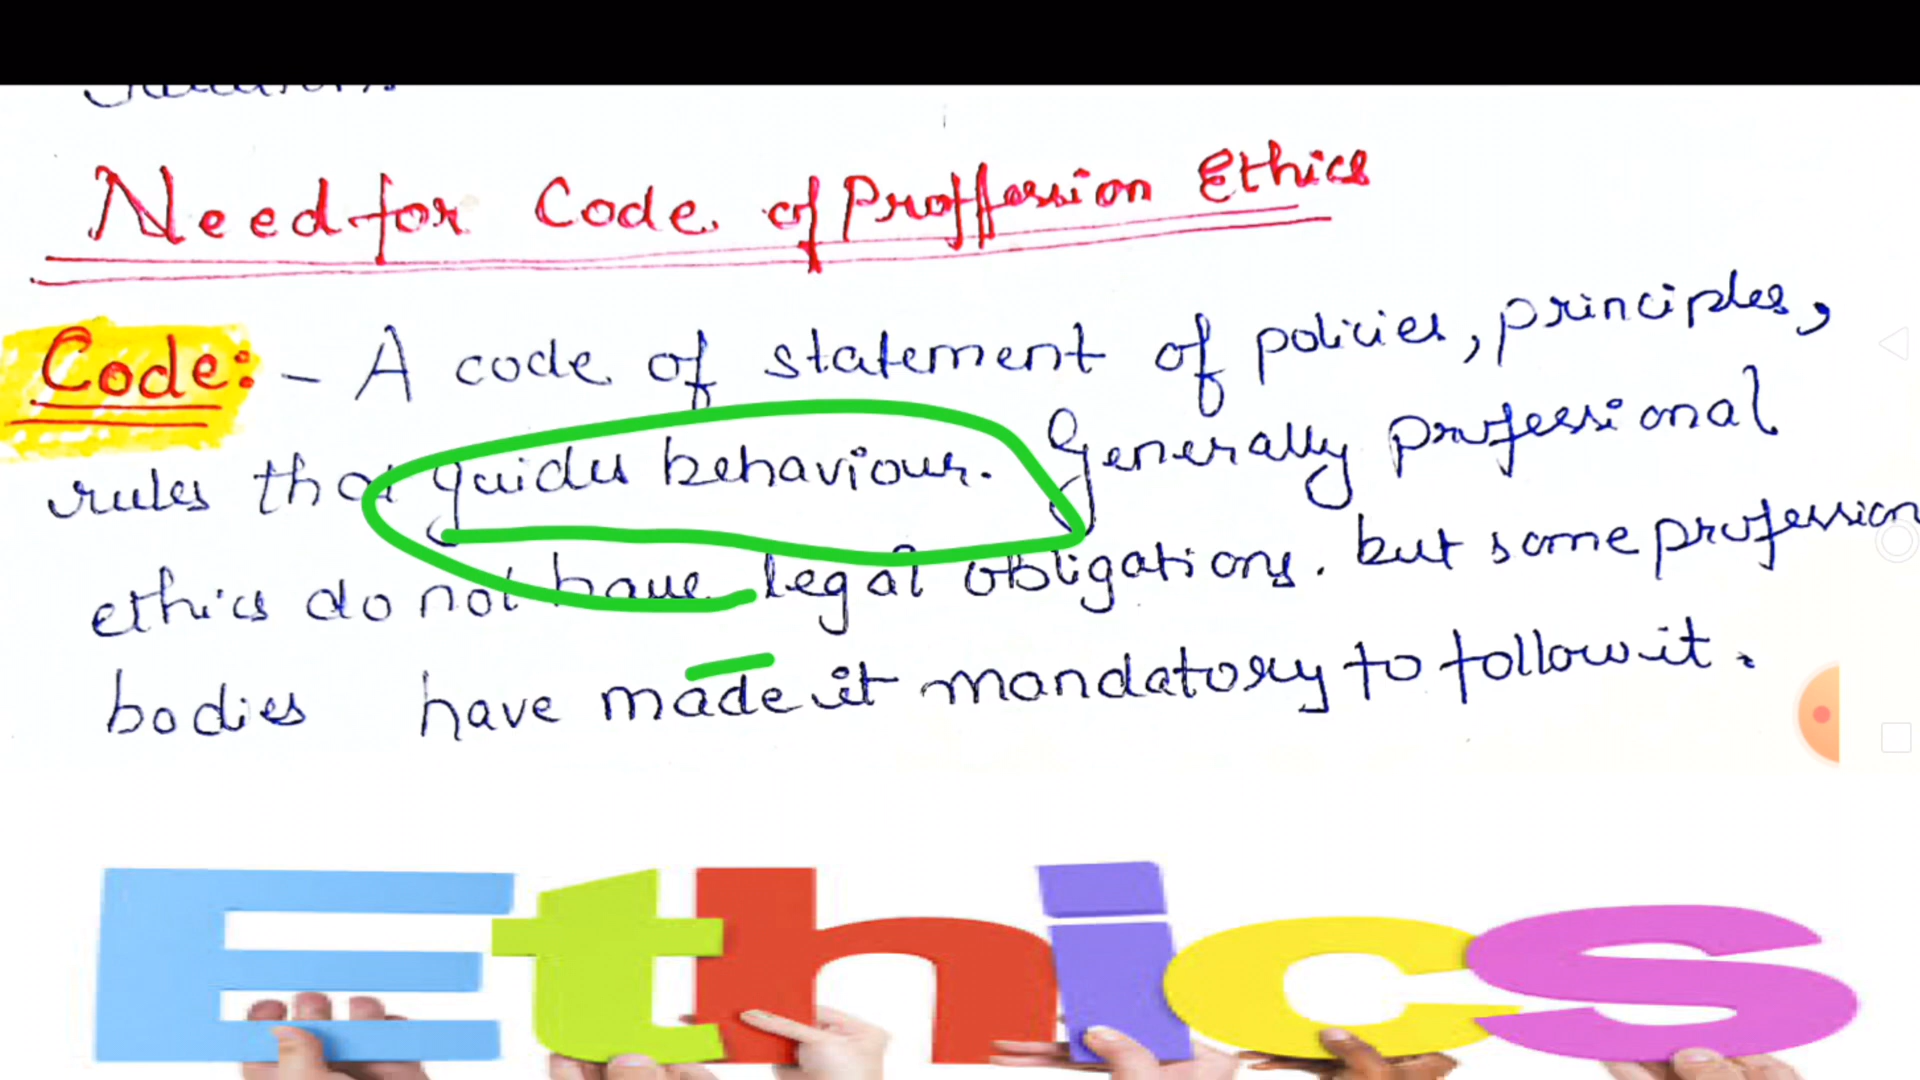 Need for Code of Proffession Ethics
Code:- A code of statement of policies, principles,
rules that guides behaviour. Generally professional
ethics do not have legal obligations. but some profession
bodies have made it mandatory to follow it.
Ethics